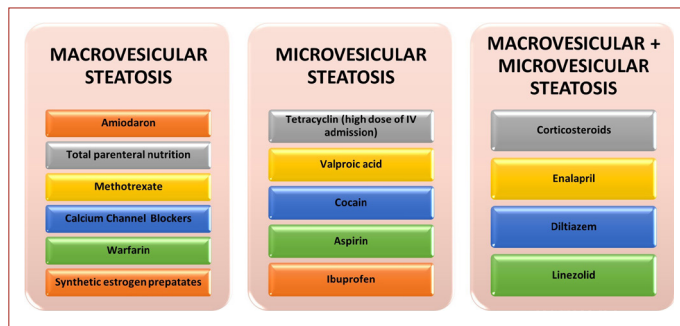 MACROVESICULAR
STEATOSIS
Amiodaron
Total parenteral nutrition
Methotrexate
Calcium Channel Blockers
Warfarin
Synthetic estrogen prepatates
MICROVESICULAR
STEATOSIS
Tetracyclin (high dose of IV
admission)
Valproic acid
Cocain
Aspirin
Ibuprofen
MACROVESICULAR +
MICROVESICULAR
STEATOSIS
Corticosteroids
Enalapril
Diltiazem
Linezolid